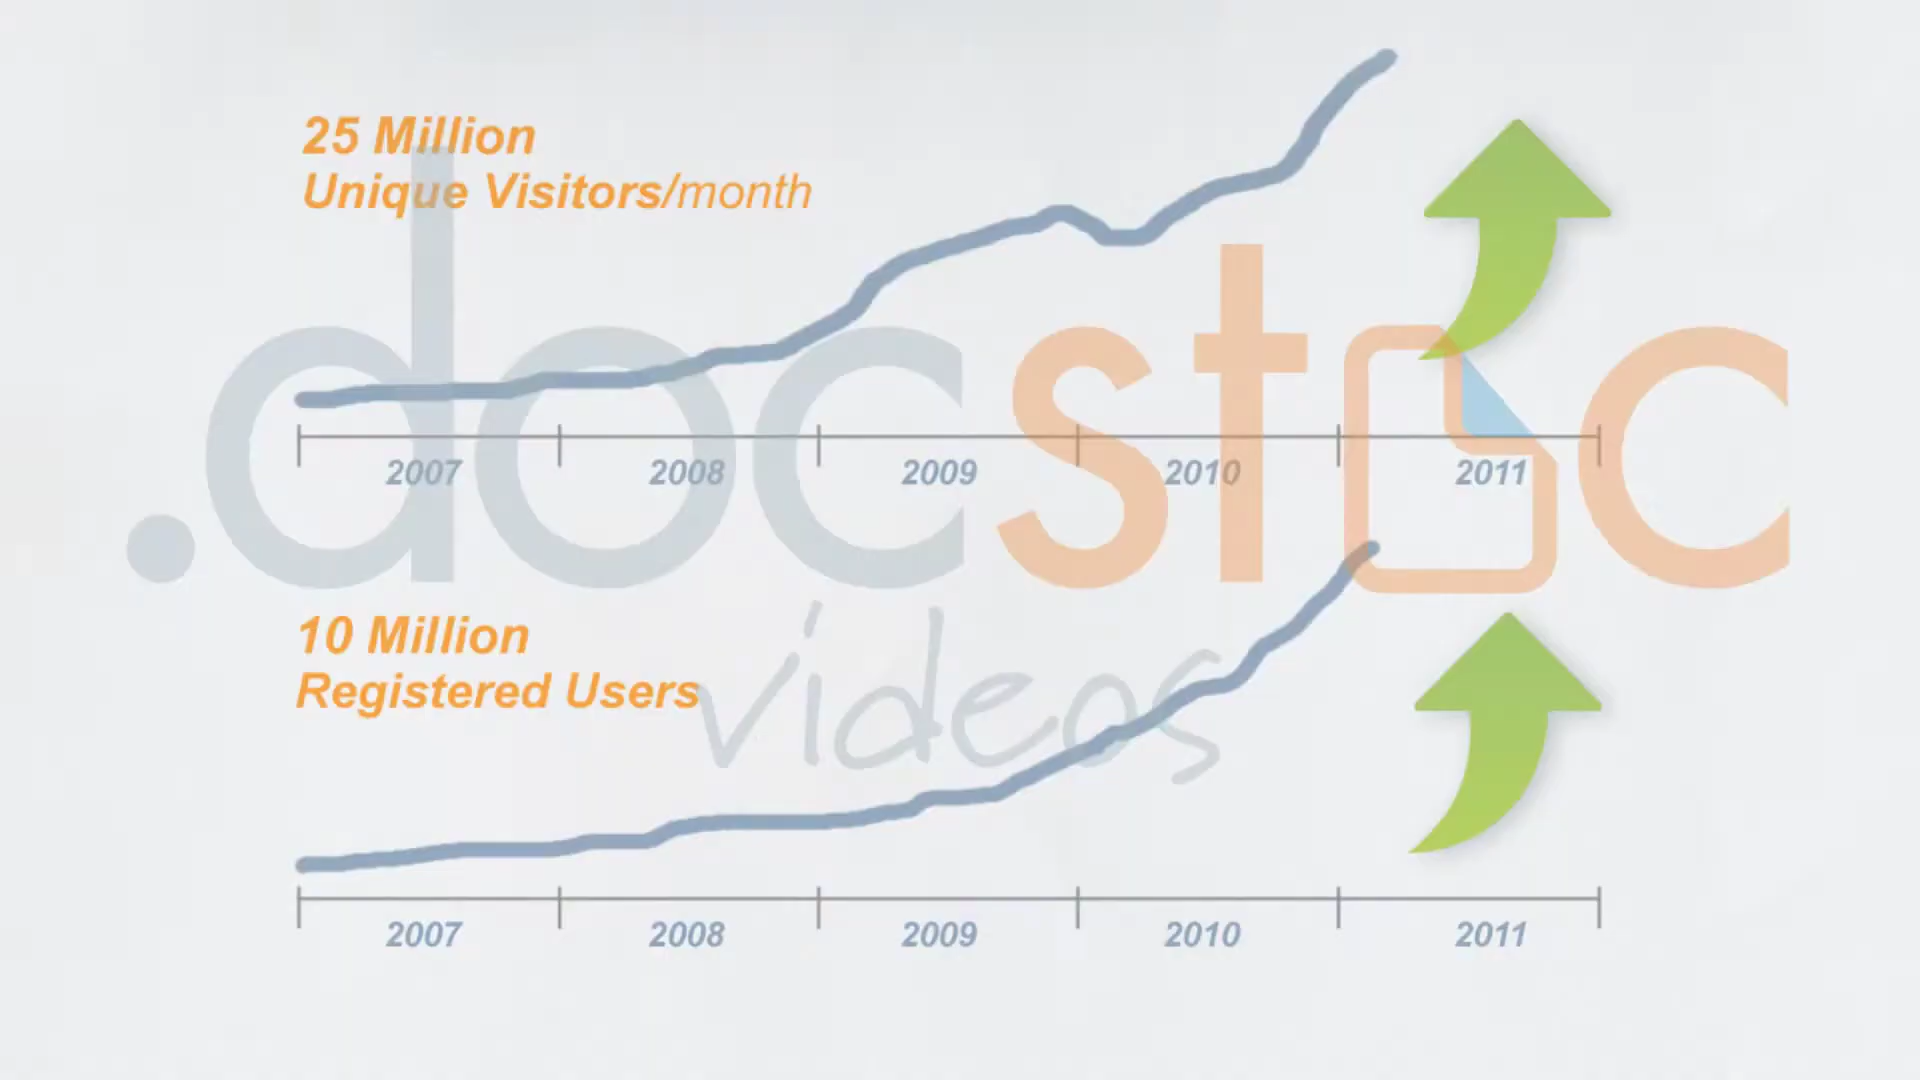 25 Million
Unique Visitors/month
2007 2008 2009 2010 2011
.docstoc
videos
10 Million
Registered Users
2007 2008 2009 2010 2011